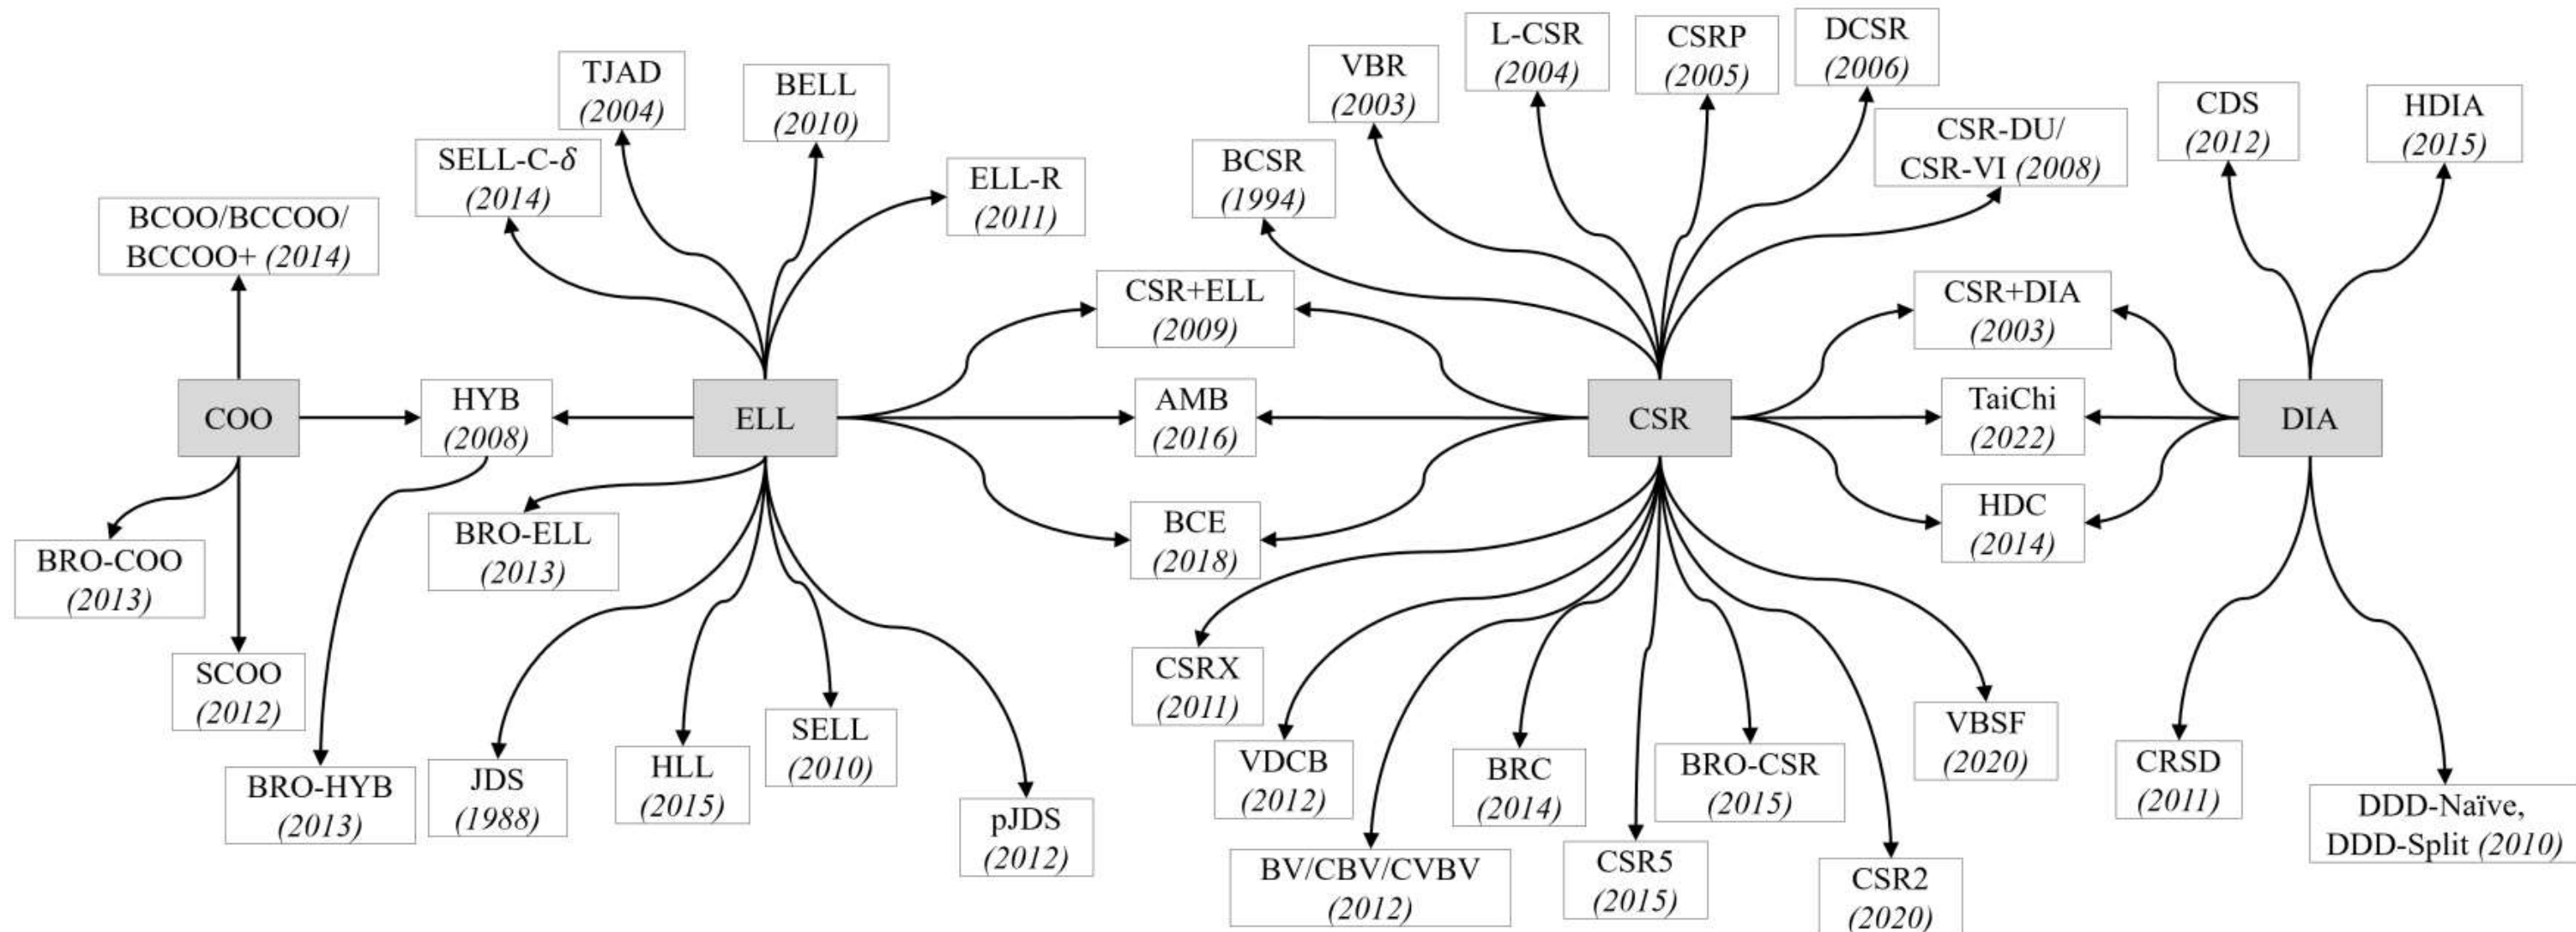 TJAD
(2004)
BELL
(2010)
SELL-C-δ
(2014)
ELL-R
(2011)
BCOO/BCCOO/
BCCOO+ (2014)
VBR
(2003)
L-CSR
(2004)
CSRP
(2005)
DCSR
(2006)
BCSR
(1994)
CSR-DU/
CSR-VI (2008)
CDS
(2012)
HDIA
(2015)
CSR+ELL
(2009)
CSR+DIA
(2003)
COO
HYB
(2008)
ELL
AMB
(2016)
CSR
TaiChi
(2022)
DIA
BCE
(2018)
HDC
(2014)
BRO-COO
(2013)
BRO-ELL
(2013)
SCOO
(2012)
BRO-HYB
(2013)
JDS
(1988)
HLL
(2015)
SELL
(2010)
pJDS
(2012)
CSRX
(2011)
VDCB
(2012)
BV/CBV/CVBV
(2012)
BRC
(2014)
CSR5
(2015)
BRO-CSR
(2015)
CSR2
(2020)
VBSF
(2020)
CRSD
(2011)
DDD-Naïve,
DDD-Split (2010)